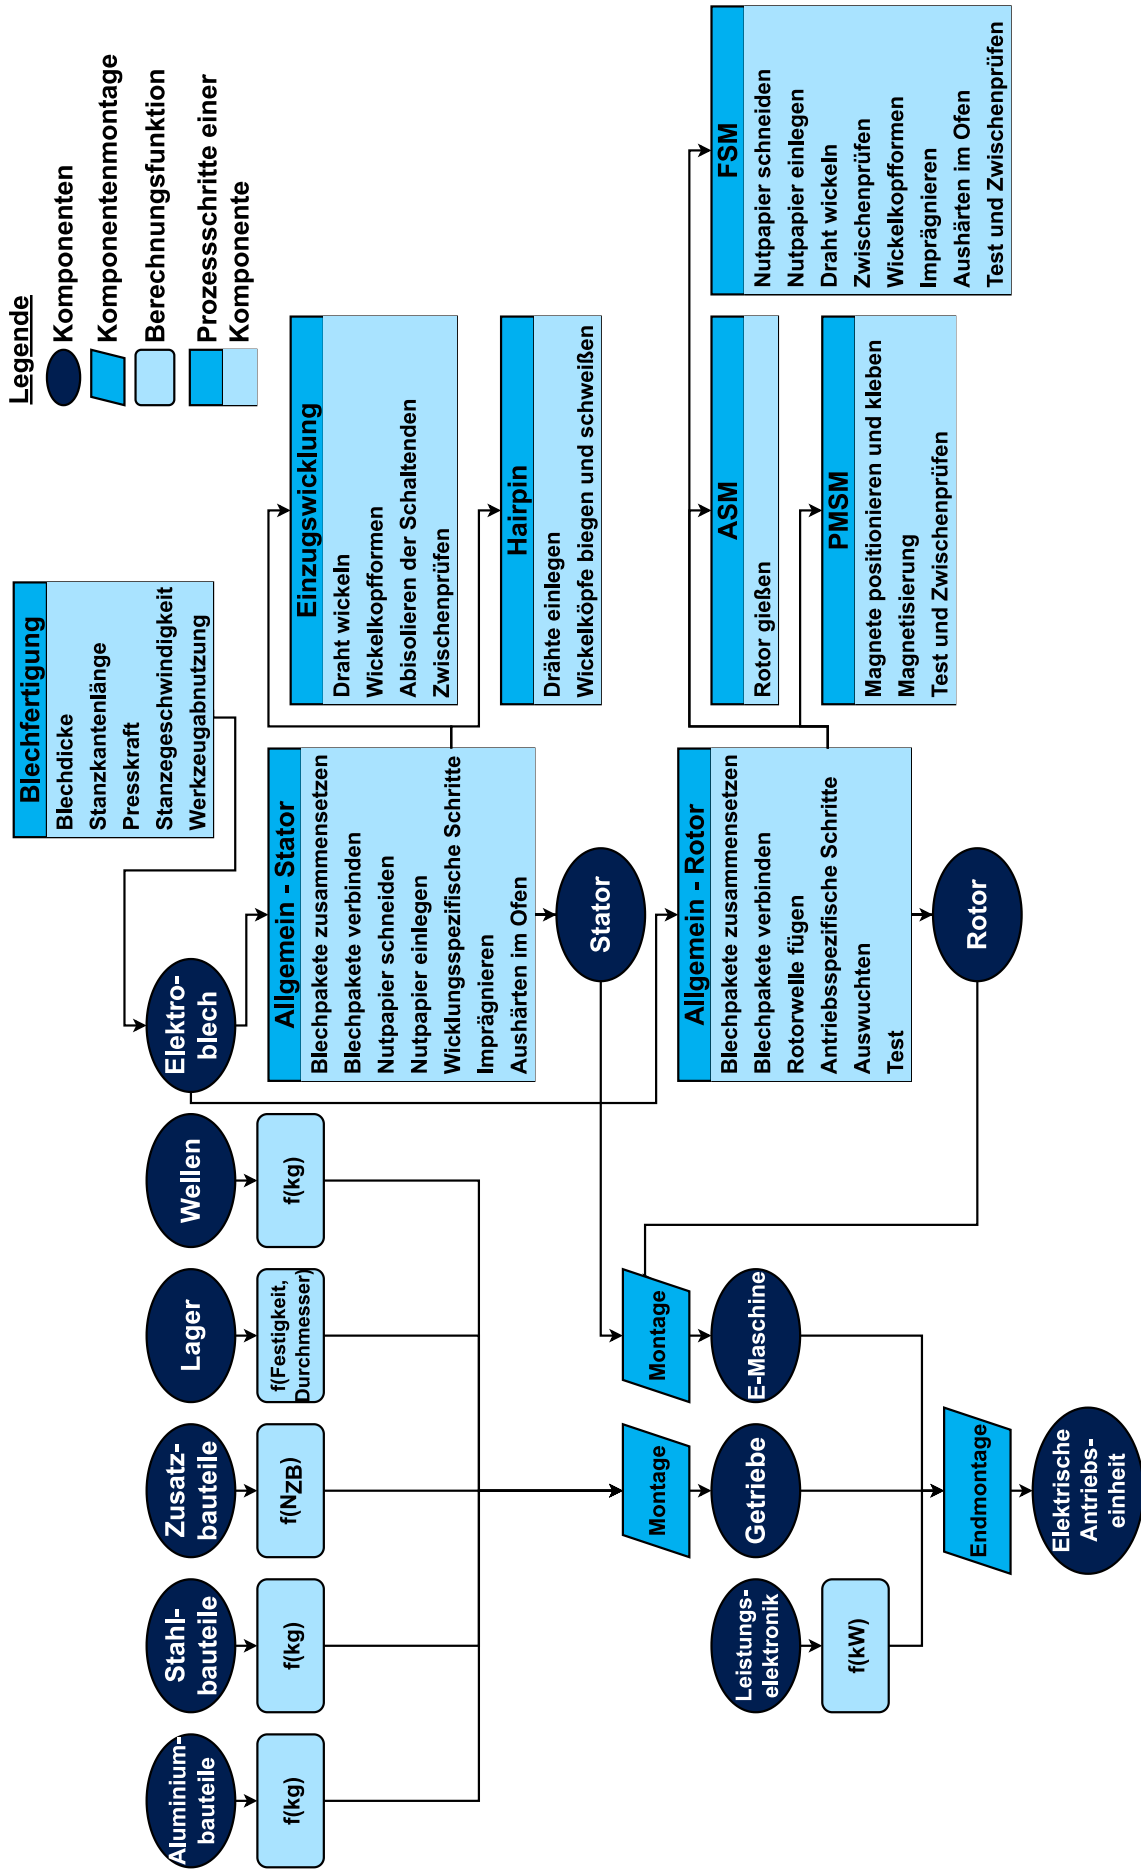 Legende
Komponenten
Komponentenmontage
Berechnungsfunktion
Prozessschritte einer
Komponente
Aluminium-
bauteile
f(kg)
Stahl-
bauteile
f(kg)
Zusatz-
bauteile
f(NZB)
Lager
f(Festigkeit,
Durchmesser)
Wellen
f(kg)
Elektro-
blech
Blechfertigung
Blechdicke
Stanzkantenlänge
Presskraft
Stanzgeschwindigkeit
Werkzeugabnutzung
Allgemein - Stator
Blechpakete zusammensetzen
Blechpakete verbinden
Nutpapier schneiden
Nutpapier einlegen
Wicklungsspezifische Schritte
Imprägnieren
Aushärten im Ofen
Einzugswicklung
Draht wickeln
Wickelkopfformen
Abisolieren der Schaltenden
Zwischenprüfen
Hairpin
Drähte einlegen
Wickelköpfe biegen und schweißen
Stator
Allgemein - Rotor
Blechpakete zusammensetzen
Blechpakete verbinden
Rotorwelle fügen
Antriebsspezifische Schritte
Auswuchten
Test
ASM
Rotor gießen
PMSM
Magnete positionieren und kleben
Magnetisierung
Test und Zwischenprüfen
FSM
Nutpapier schneiden
Nutpapier einlegen
Draht wickeln
Zwischenprüfen
Wickelkopfformen
Imprägnieren
Aushärten im Ofen
Test und Zwischenprüfen
Rotor
Montage
Montage
Leistungs-
elektronik
f(kW)
Getriebe
E-Maschine
Endmontage
Elektrische
Antriebs-
einheit